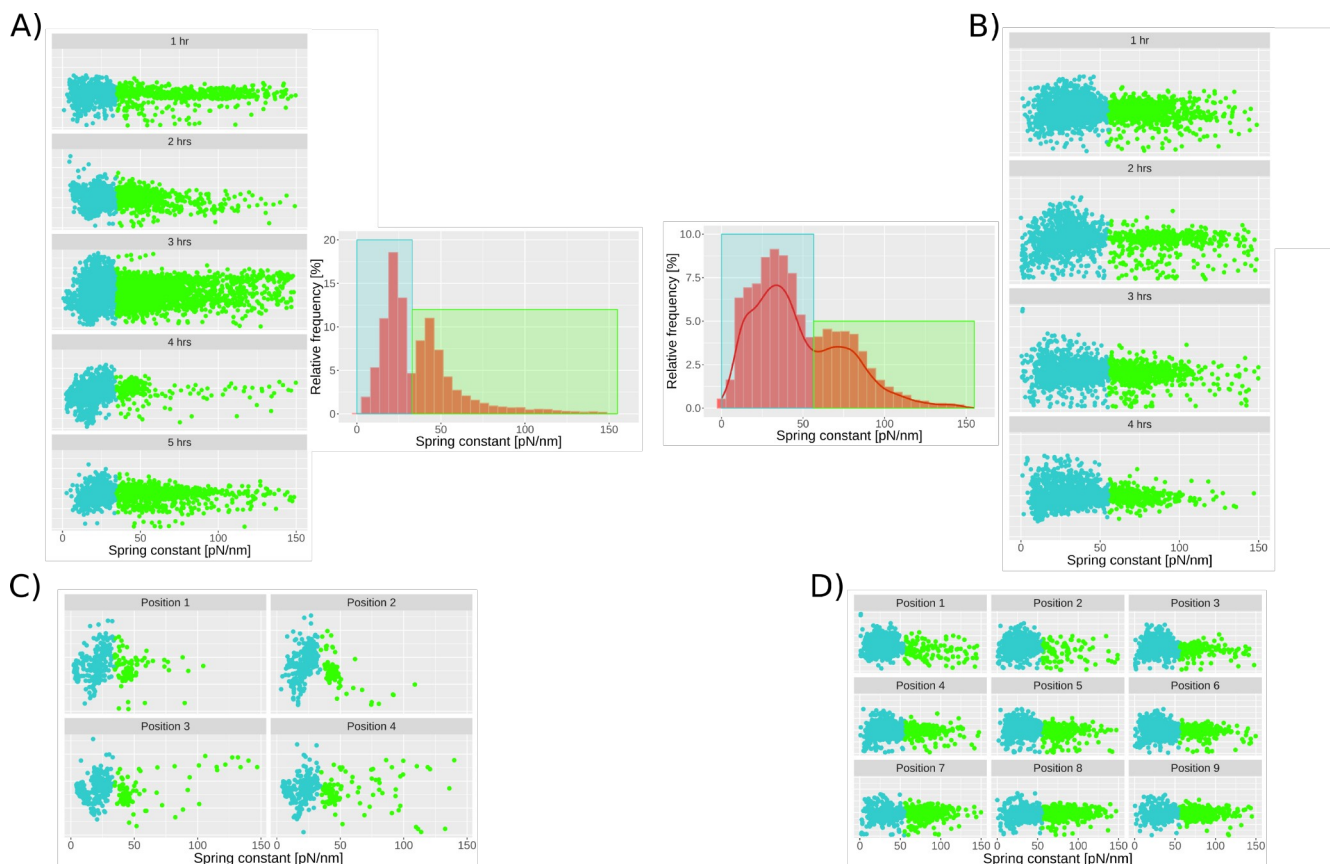 A)
1 hr
2 hrs
3 hrs
4 hrs
5 hrs
0 50 100 150
Spring constant [pN/nm]
20
15
10
5
0
Relative frequency [%]
0 50 100 150
Spring constant [pN/nm]
10.0
7.5
5.0
2.5
0.0
Relative frequency [%]
0 50 100 150
Spring constant [pN/nm]
B)
1 hr
2 hrs
3 hrs
4 hrs
0 50 100 150
Spring constant [pN/nm]
C)
Position 1 Position 2
Position 3 Position 4
0 50 100 150 0 50 100 150
Spring constant [pN/nm]
D)
Position 1 Position 2 Position 3
Position 4 Position 5 Position 6
Position 7 Position 8 Position 9
0 50 100 150 0 50 100 150 0 50 100 150
Spring constant [pN/nm]